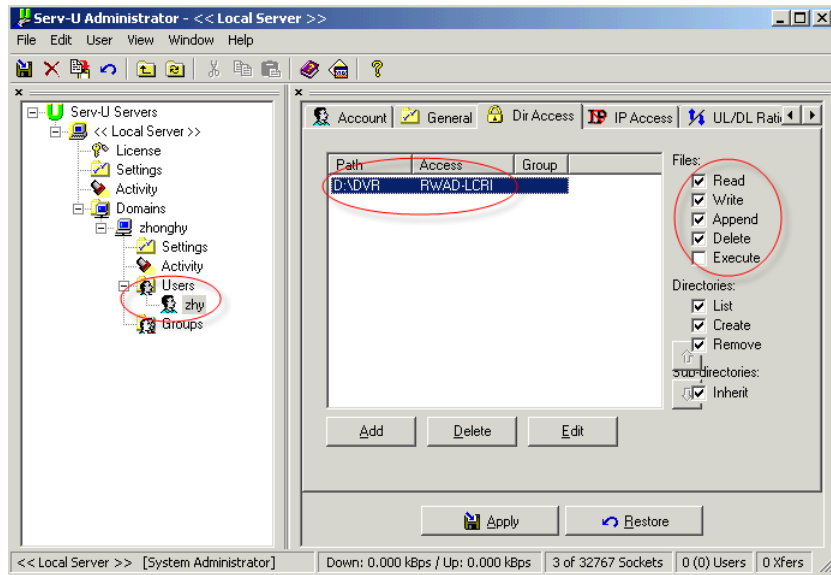 Serv-U Administrator - << Local Server >>
File Edit User View Window Help
Serv-U Servers
<< Local Server >>
License
Settings
Activity
Domains
zhonghy
Settings
Activity
Users
zhy
Groups
Account General Dir Access IP Access UL/DL Rati
Path Access Group
D:\DVR RWAD-LCRI
Files:
Read
Write
Append
Delete
Execute
Directories:
List
Create
Remove
Sub-directories:
Inherit
Add Delete Edit
Apply Restore
<< Local Server >> [System Administrator] Down: 0.000 kBps / Up: 0.000 kBps 3 of 32767 Sockets 0 (0) Users 0 Xfers